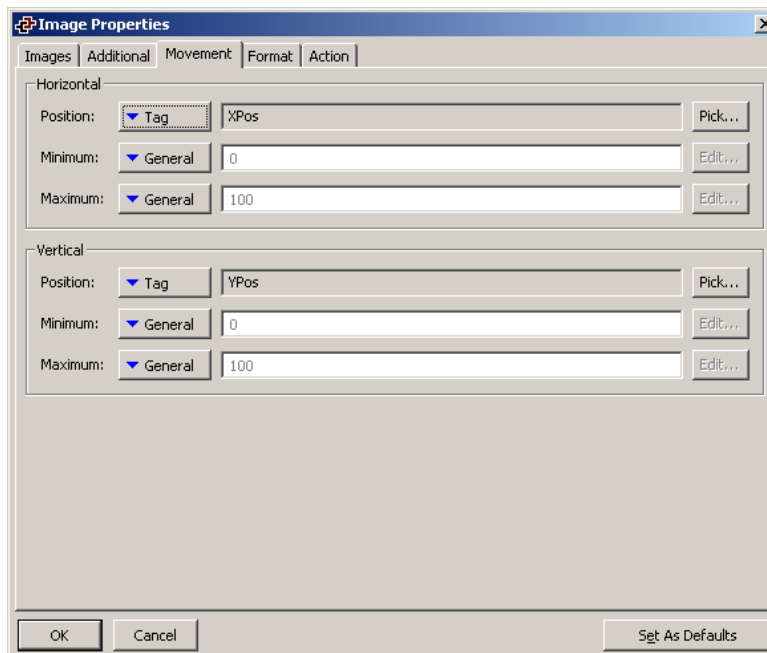 Image Properties
Images Additional Movement Format Action
Horizontal
Position: Tag XPos Pick...
Minimum: General 0 Edit...
Maximum: General 100 Edit...
Vertical
Position: Tag YPos Pick...
Minimum: General 0 Edit...
Maximum: General 100 Edit...
OK Cancel Set As Defaults